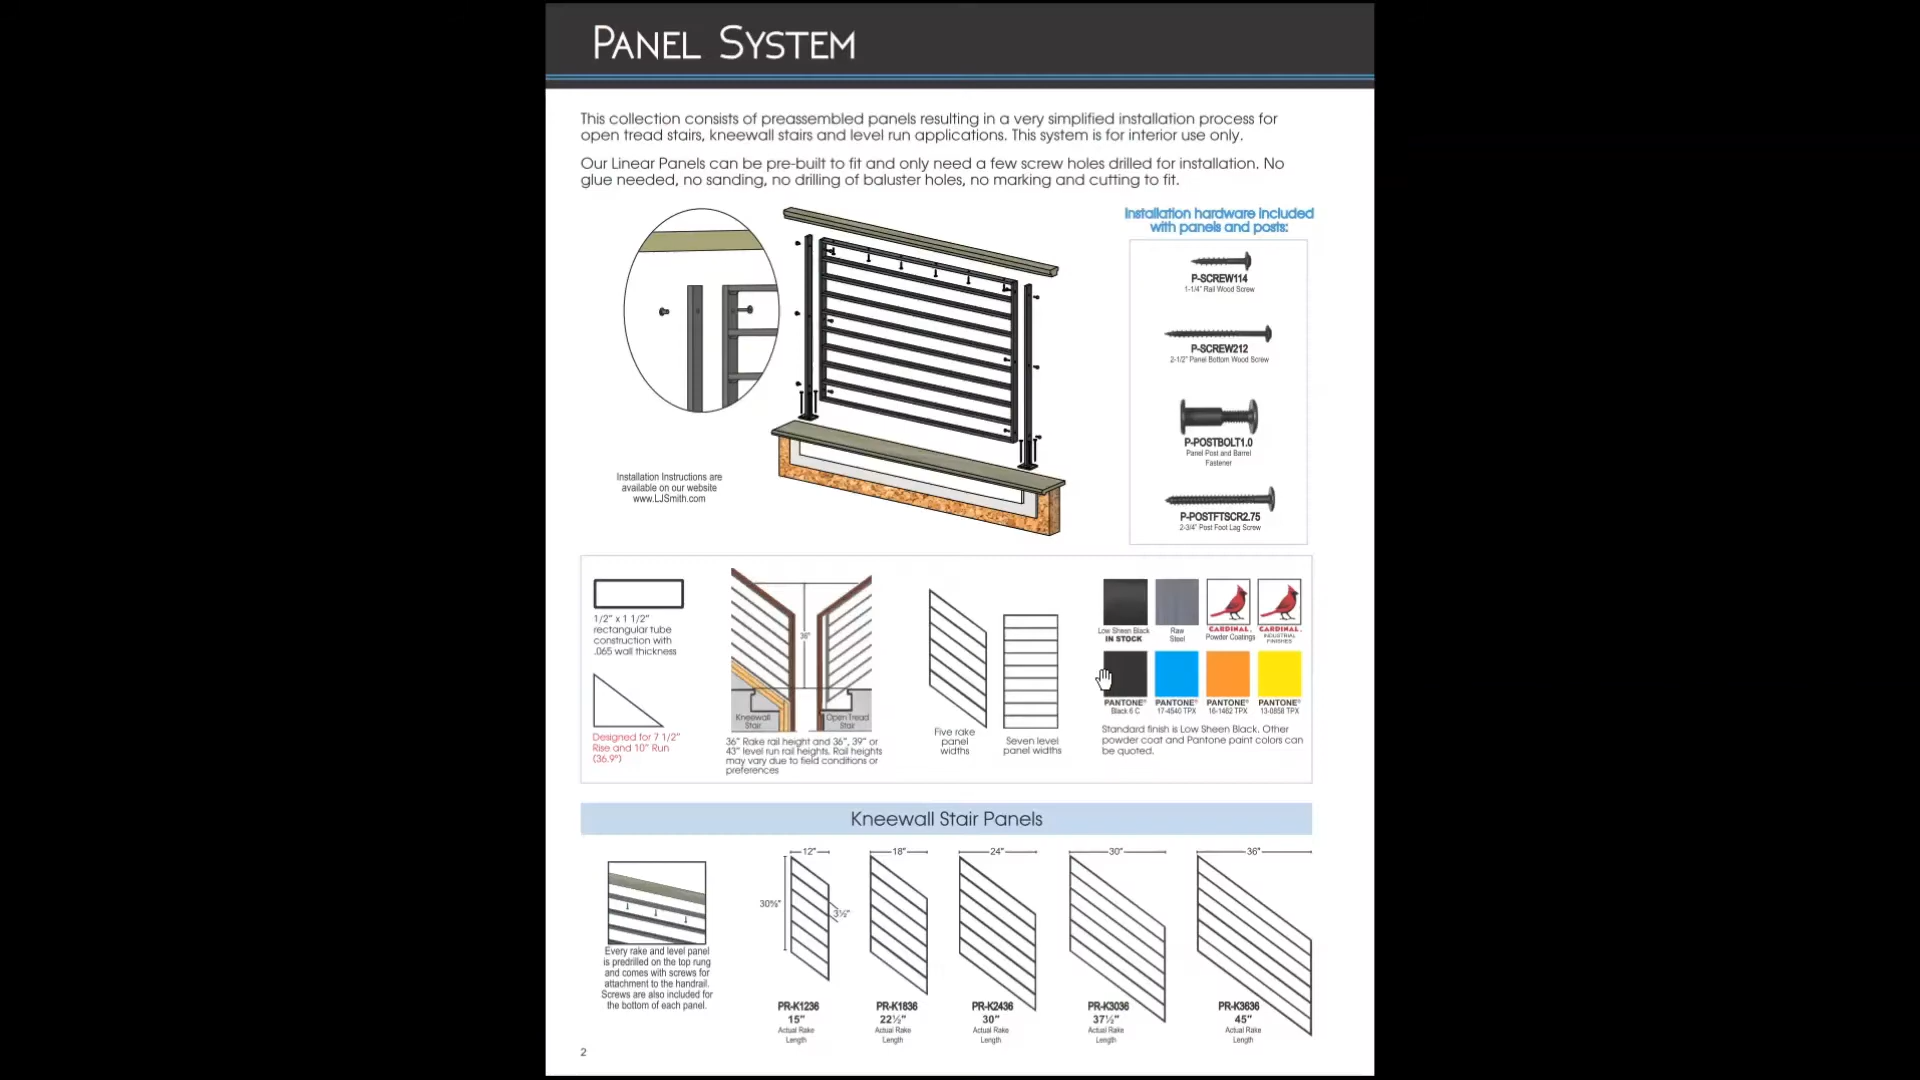 PANEL SYSTEM
This collection consists of preassembled panels resulting in a very simplified installation process for
open tread stairs, kneewall stairs and level run applications. This system is for interior use only.
Our Linear Panels can be pre-built to fit and only need a few screw holes drilled for installation. No
glue needed, no sanding, no drilling of baluster holes, no marking and cutting to fit.
Installation hardware included
with panels and posts:
P-SCREW114
1-1/4" Rail Wood Screw
P-SCREW212
2-1/2" Panel Bottom Wood Screw
P-POSTBOLT1.0
Panel Post and Barrel
Fastener
P-POSTFTSCR2.75
2-3/4" Post Foot Lag Screw
Installation Instructions are
available on our website
www.LJSmith.com
1/2" x 1 1/2"
rectangular tube
construction with
.065 wall thickness
Designed for 7 1/2"
Rise and 10" Run
(36.9°)
36"
Kneewall
Stair
Open Tread
Stair
36" Rake rail height and 36", 39" or
43" level run rail heights. Rail heights
may vary due to field conditions or
preferences
Five rake
panel
widths
Seven level
panel widths
Low Sheen Black
IN STOCK
Raw
Steel
CARDINAL
Powder Coatings
CARDINAL
INDUSTRIAL
FINISHES
PANTONE®
Black 6 C
PANTONE®
17-4540 TPX
PANTONE®
16-1462 TPX
PANTONE®
13-0858 TPX
Standard finish is Low Sheen Black. Other
powder coat and Pantone paint colors can
be quoted.
Kneewall Stair Panels
Every rake and level panel
is predrilled on the top rung
and comes with screws for
attachment to the handrail.
Screws are also included for
the bottom of each panel.
12"
30⅝"
3½"
PR-K1236
15"
Actual Rake
Length
18"
PR-K1836
22½"
Actual Rake
Length
24"
PR-K2436
30"
Actual Rake
Length
30"
PR-K3036
37½"
Actual Rake
Length
36"
PR-K3636
45"
Actual Rake
Length
2